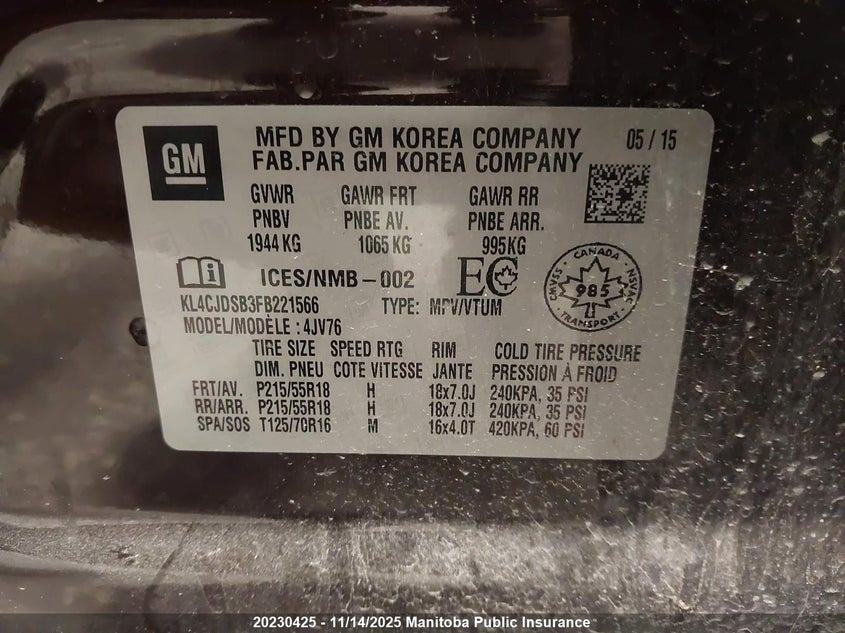 GM
MFD BY GM KOREA COMPANY 05 / 15
FAB.PAR GM KOREA COMPANY
GVWR GAWR FRT GAWR RR
PNBV PNBE AV. PNBE ARR.
1944 KG 1065 KG 995KG
i ICES/NMB-002 EC
CANADA
CMVSS NSVAC
985
TRANSPORT
KL4CJDSB3FB221566 TYPE: MPV/VTUM
MODEL/MODÈLE : 4JV76
TIRE SIZE SPEED RTG RIM COLD TIRE PRESSURE
DIM. PNEU COTE VITESSE JANTE PRESSION À FROID
FRT/AV. P215/55R18 H 18x7.0J 240KPA, 35 PSI
RR/ARR. P215/55R18 H 18x7.0J 240KPA, 35 PSI
SPA/SOS T125/70R16 M 16x4.0T 420KPA, 60 PSI
20230425 - 11/14/2025 Manitoba Public Insurance